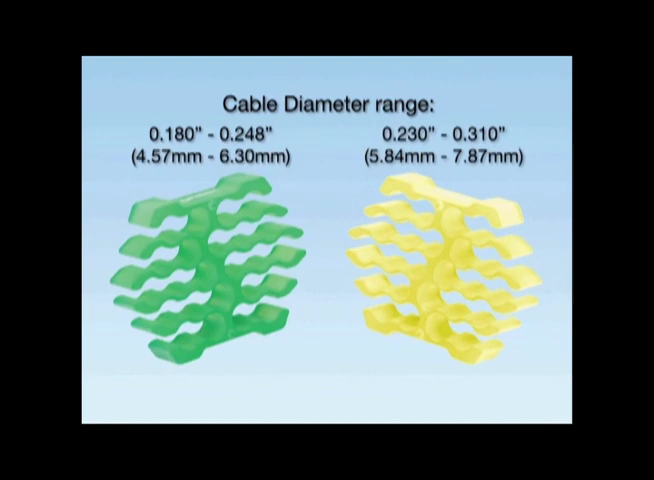 Cable Diameter range:
0.180" - 0.248"
(4.57mm - 6.30mm)
0.230" - 0.310"
(5.84mm - 7.87mm)